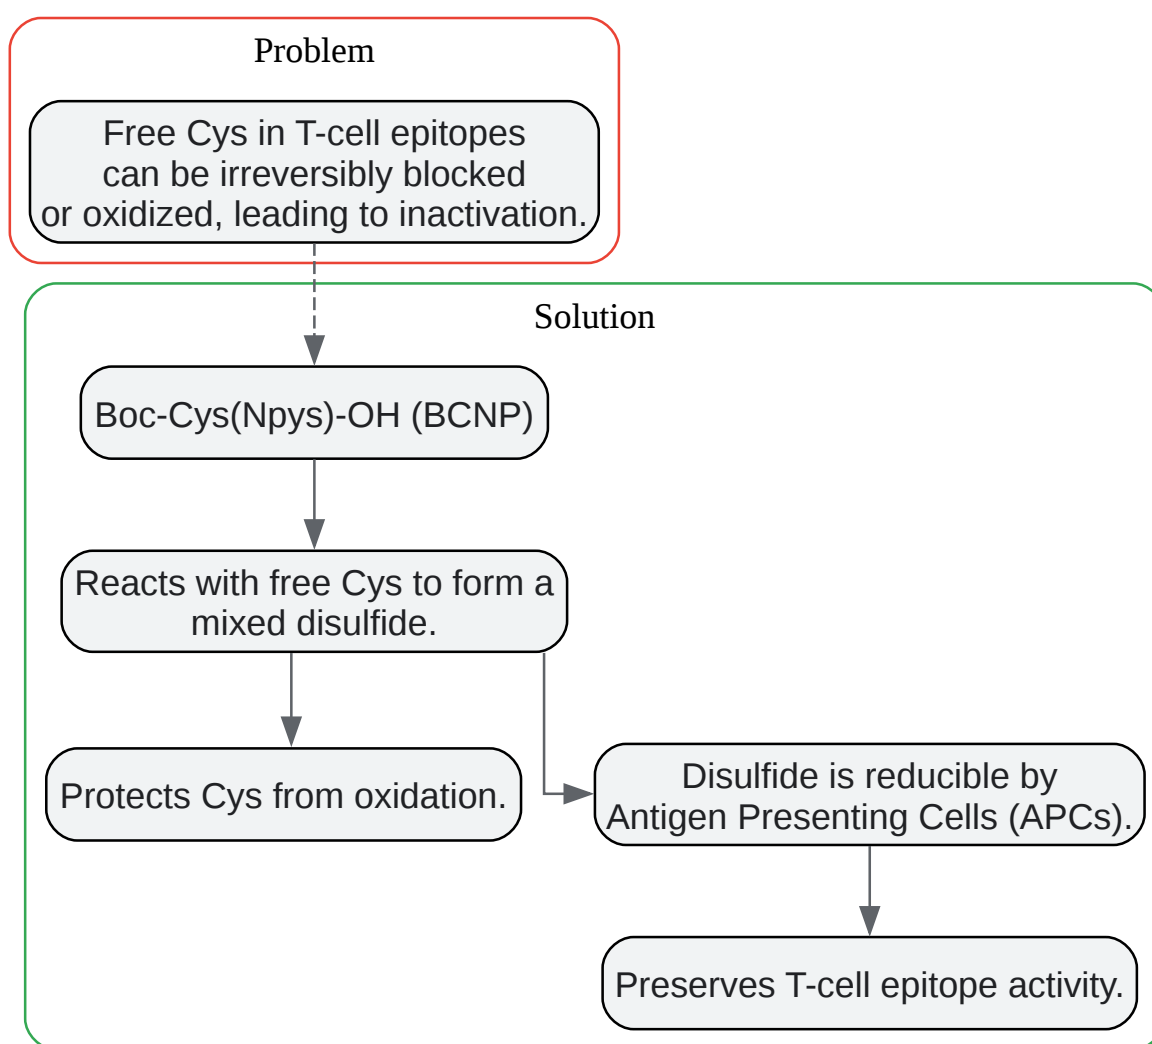 Problem
Free Cys in T-cell epitopes
can be irreversibly blocked
or oxidized, leading to inactivation.
Solution
Boc-Cys(Npys)-OH (BCNP)
Reacts with free Cys to form a
mixed disulfide.
Protects Cys from oxidation.
Disulfide is reducible by
Antigen Presenting Cells (APCs).
Preserves T-cell epitope activity.